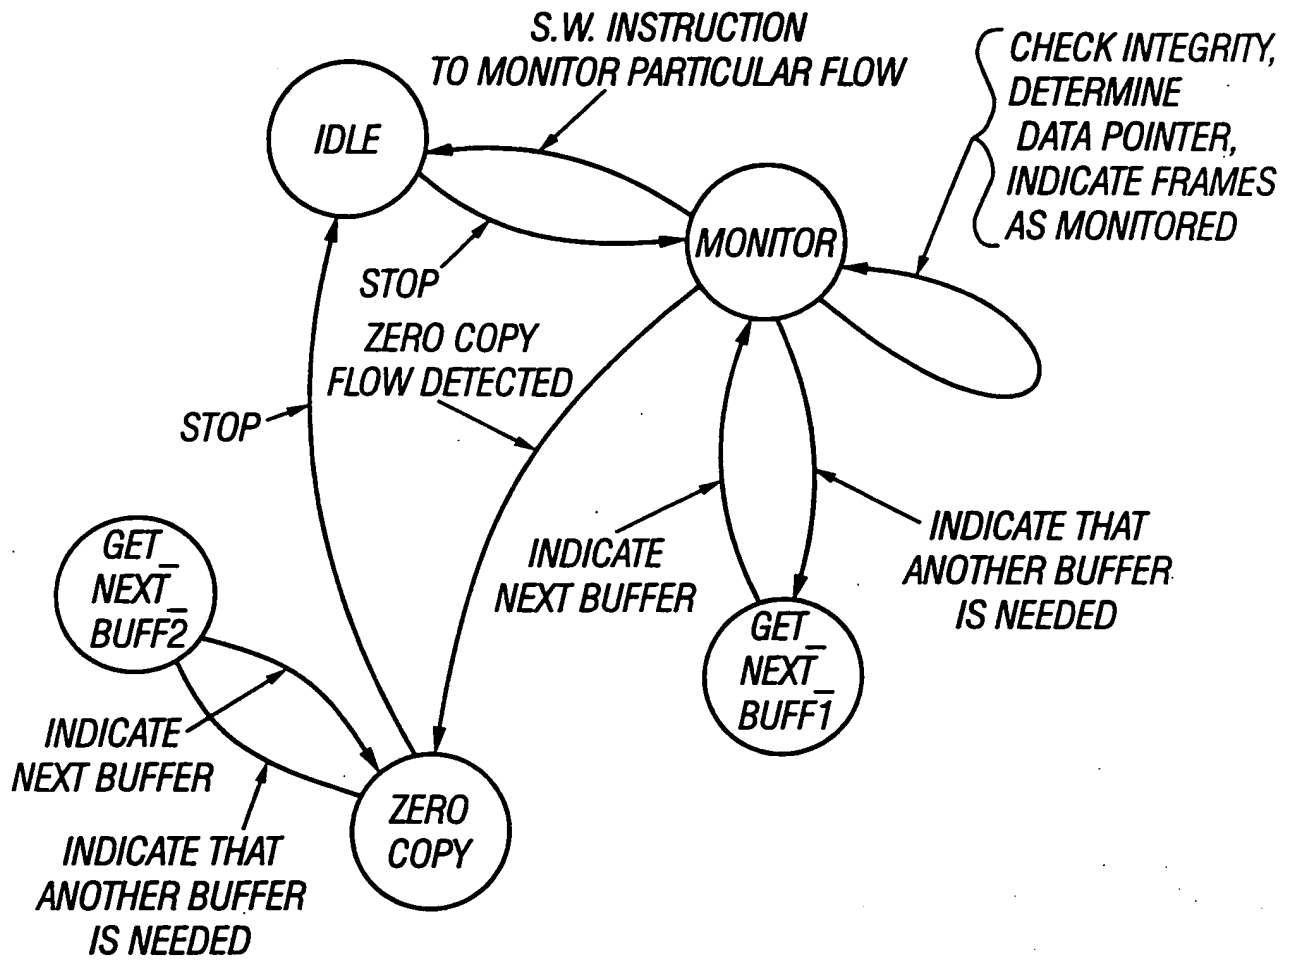 S.W. INSTRUCTION
TO MONITOR PARTICULAR FLOW
CHECK INTEGRITY,
DETERMINE
DATA POINTER,
INDICATE FRAMES
AS MONITORED
IDLE
MONITOR
STOP
ZERO COPY
FLOW DETECTED
STOP
GET_
NEXT_
BUFF2
INDICATE
NEXT BUFFER
INDICATE THAT
ANOTHER BUFFER
IS NEEDED
GET_
NEXT_
BUFF1
INDICATE
NEXT BUFFER
ZERO
COPY
INDICATE THAT
ANOTHER BUFFER
IS NEEDED